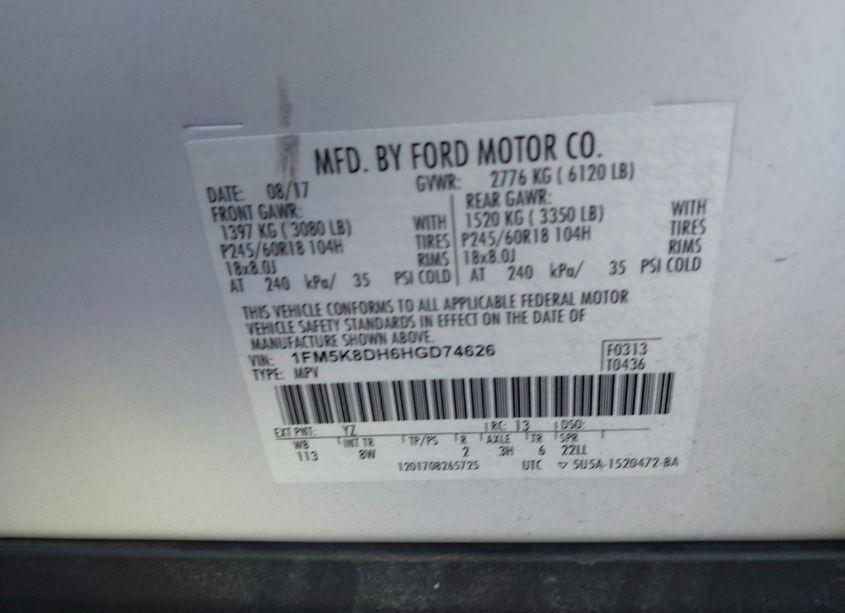 MFD. BY FORD MOTOR CO.
DATE: 08/17 GVWR: 2776 KG ( 6120 LB)
FRONT GAWR: REAR GAWR:
1397 KG ( 3080 LB) WITH 1520 KG ( 3350 LB) WITH
P245/60R18 104H TIRES P245/60R18 104H TIRES
18x8.0J RIMS 18x8.0J RIMS
AT 240 kPa/ 35 PSI COLD AT 240 kPa/ 35 PSI COLD
THIS VEHICLE CONFORMS TO ALL APPLICABLE FEDERAL MOTOR
VEHICLE SAFETY STANDARDS IN EFFECT ON THE DATE OF
MANUFACTURE SHOWN ABOVE.
VIN: 1FM5K8DH6HGD74626 F0313
TYPE: MPV T0436
EXT PNT: YZ RC: 13 DSO:
WB INT TR TP/PS R AXLE TR SPR
113 8W 2 3H 6 22LL
1201708265725 UTC ▽ 5U5A-1520472-BA